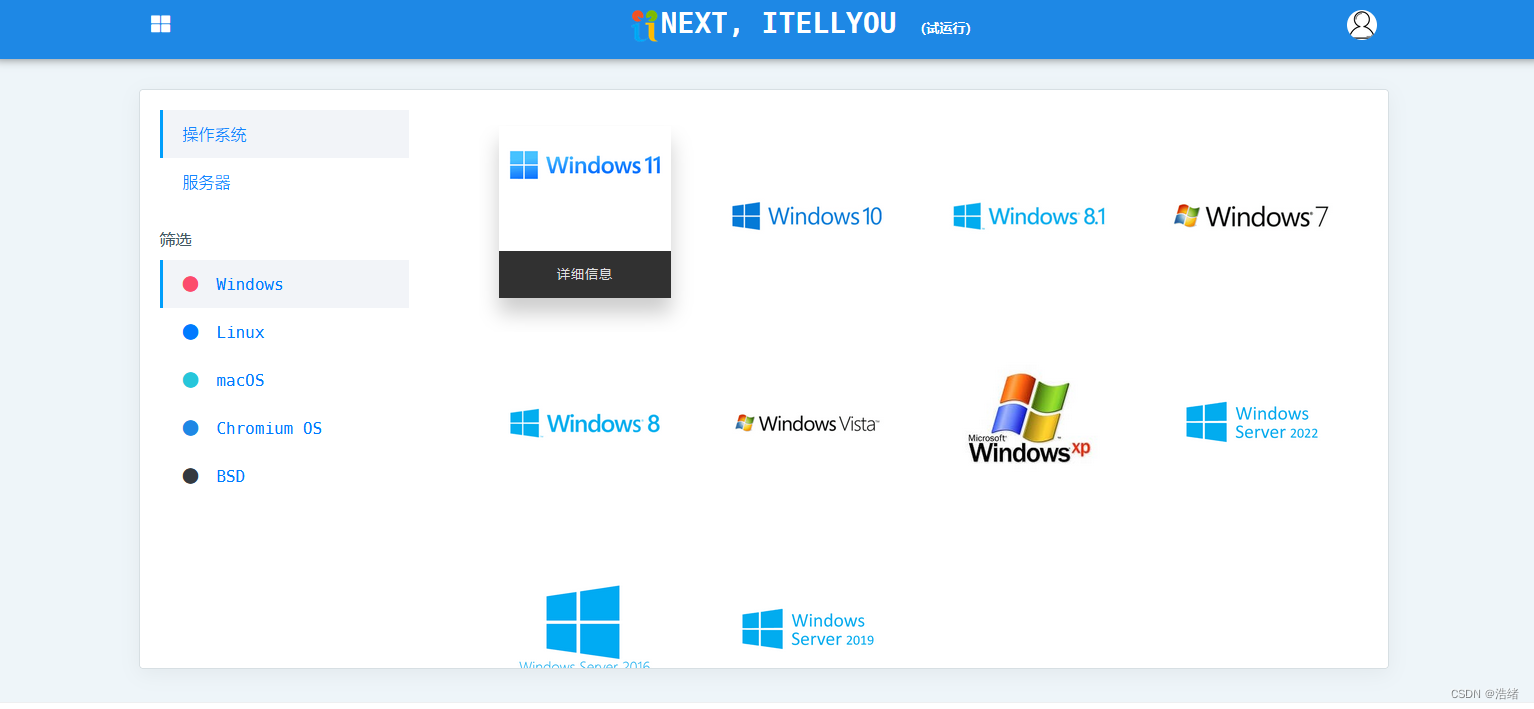 NEXT, ITELLYOU (试运行)
操作系统
服务器
筛选
Windows
Linux
macOS
Chromium OS
BSD
Windows 11
详细信息
Windows 10
Windows 8.1
Windows 7
Windows 8
Windows Vista™
Microsoft
Windows xp
Windows
Server 2022
Windows Server 2016
Windows
Server 2019
CSDN @浩绪